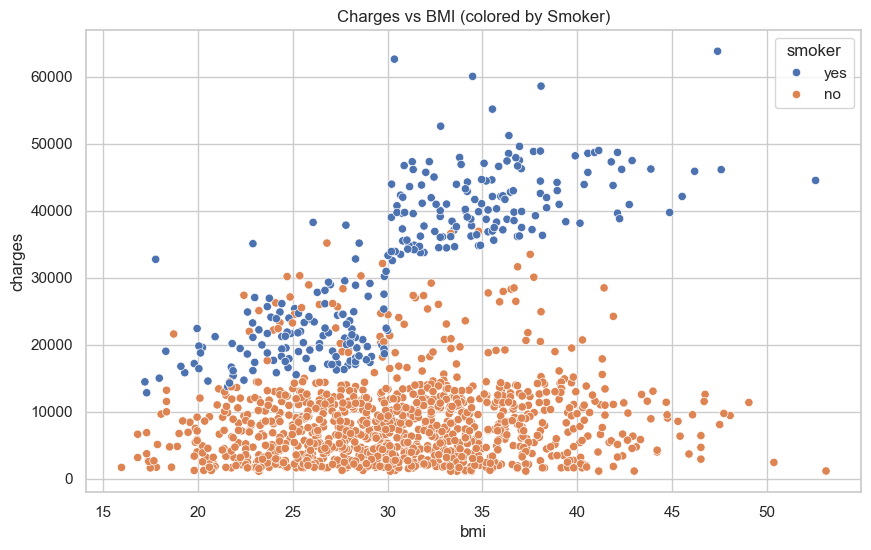 Charges vs BMI (colored by Smoker)
smoker
yes
no
charges
60000
50000
40000
30000
20000
10000
0
15 20 25 30 35 40 45 50
bmi